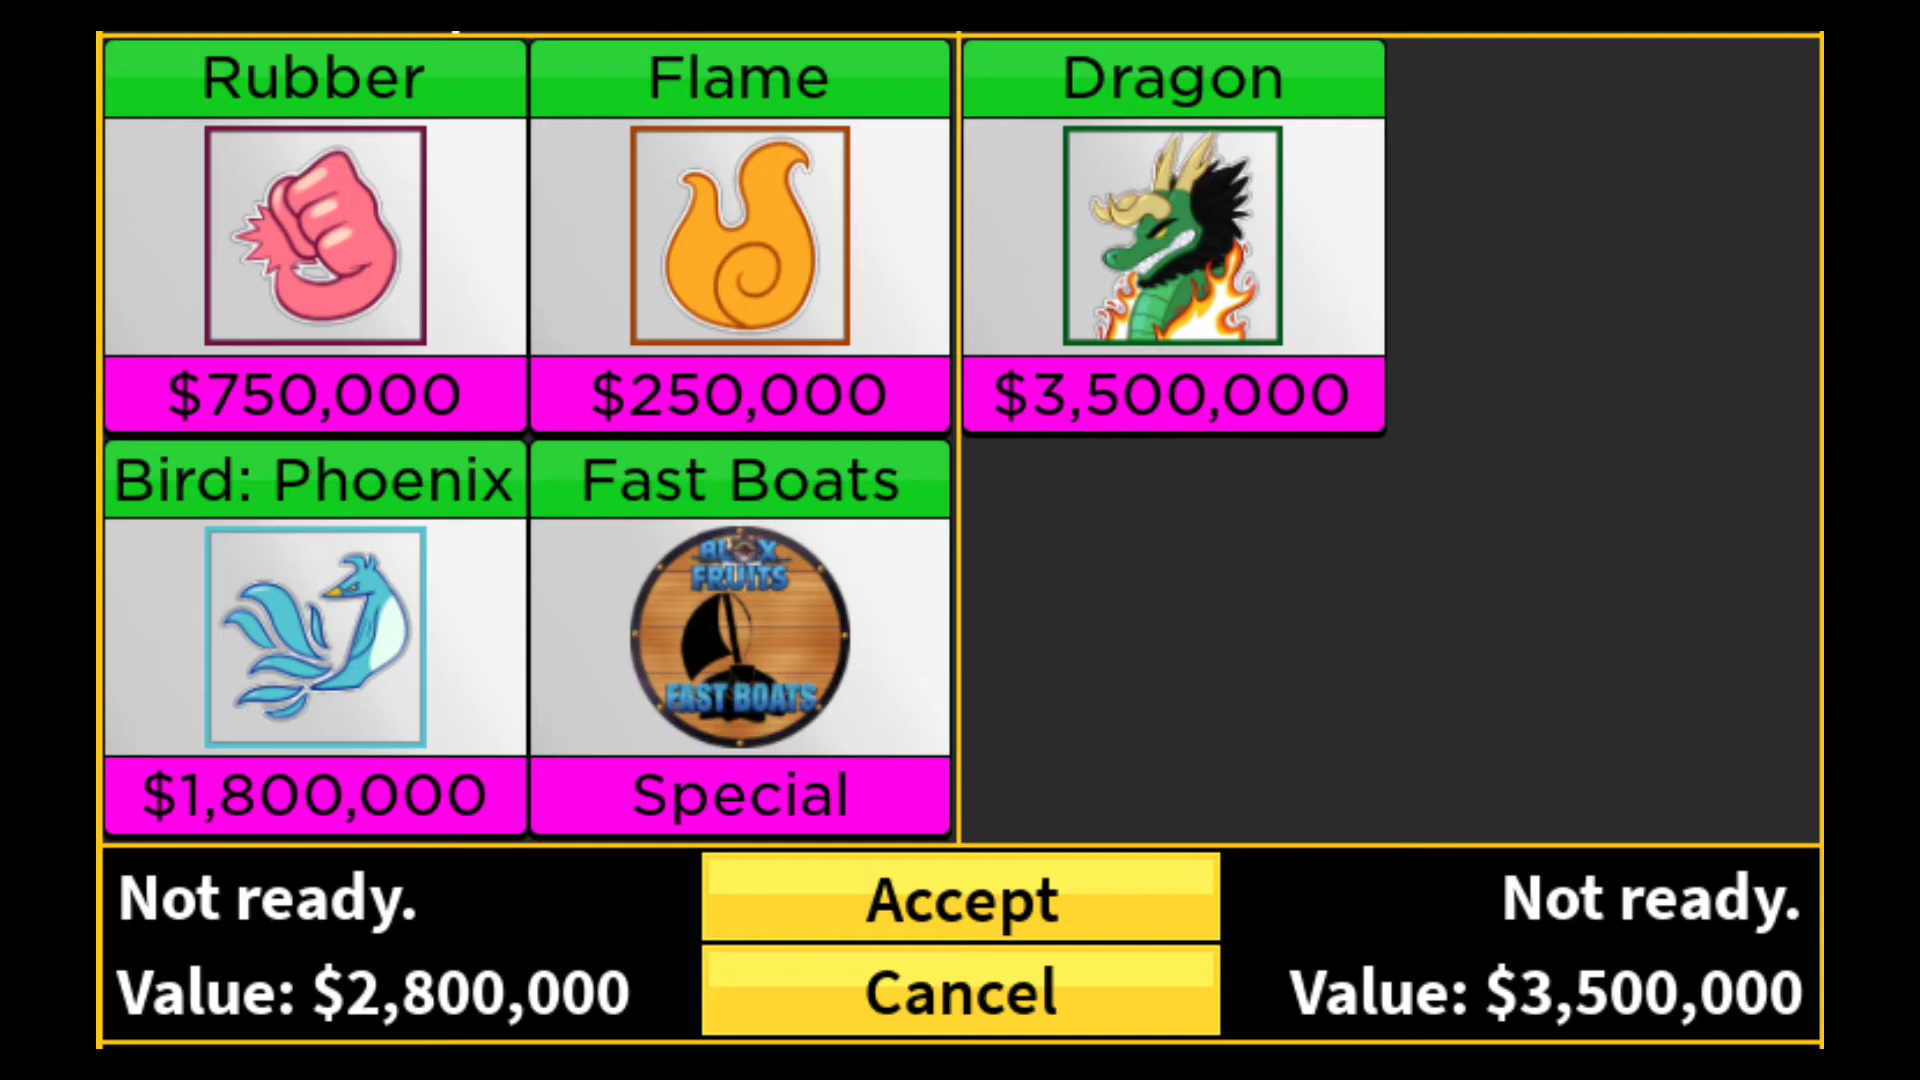 Rubber
Flame
Dragon
$750,000
$250,000
$3,500,000
Bird: Phoenix
Fast Boats
BLOX
FRUITS
FAST BOATS
$1,800,000
Special
Not ready.
Accept
Not ready.
Value: $2,800,000
Cancel
Value: $3,500,000